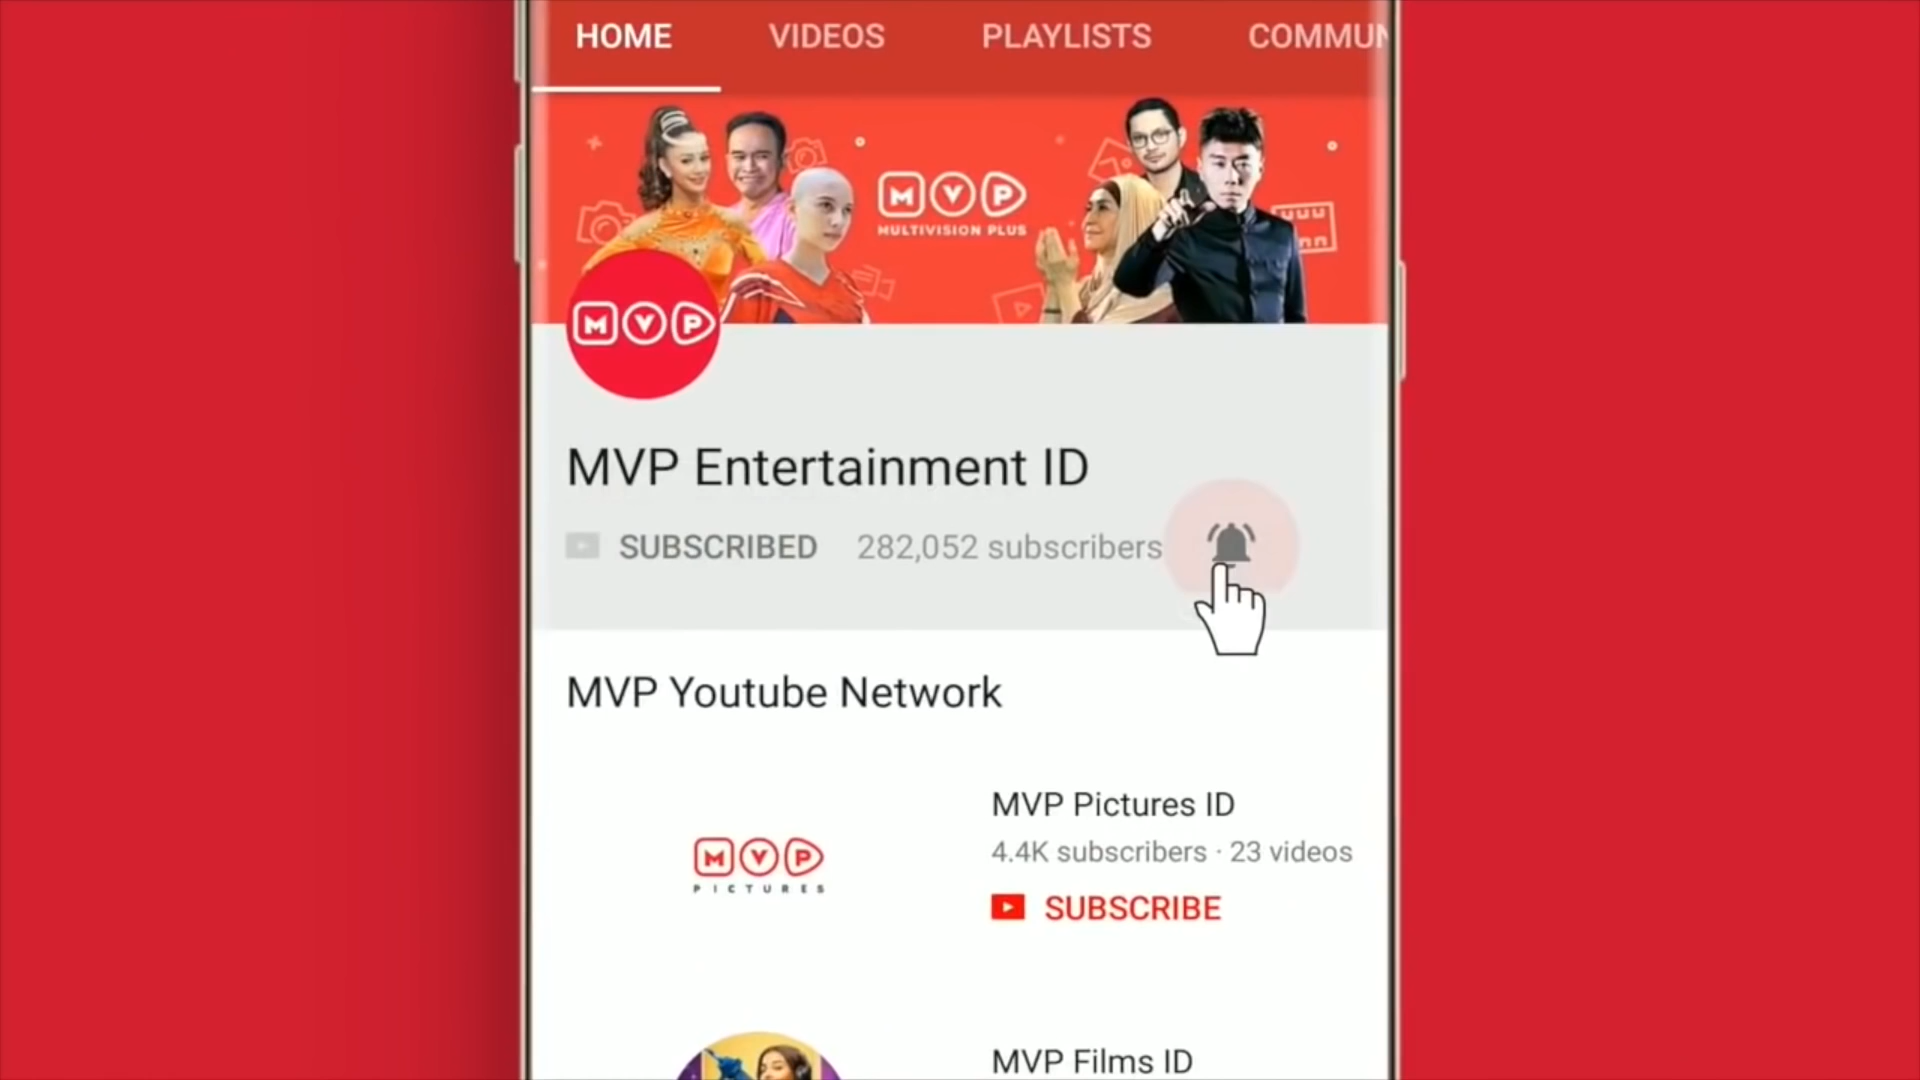 HOME VIDEOS PLAYLISTS COMMUN
MVP
MULTIVISION PLUS
MVP
MVP Entertainment ID
SUBSCRIBED 282,052 subscribers
MVP Youtube Network
MVP Pictures ID
4.4K subscribers · 23 videos
MVP
PICTURES
SUBSCRIBE
MVP Films ID